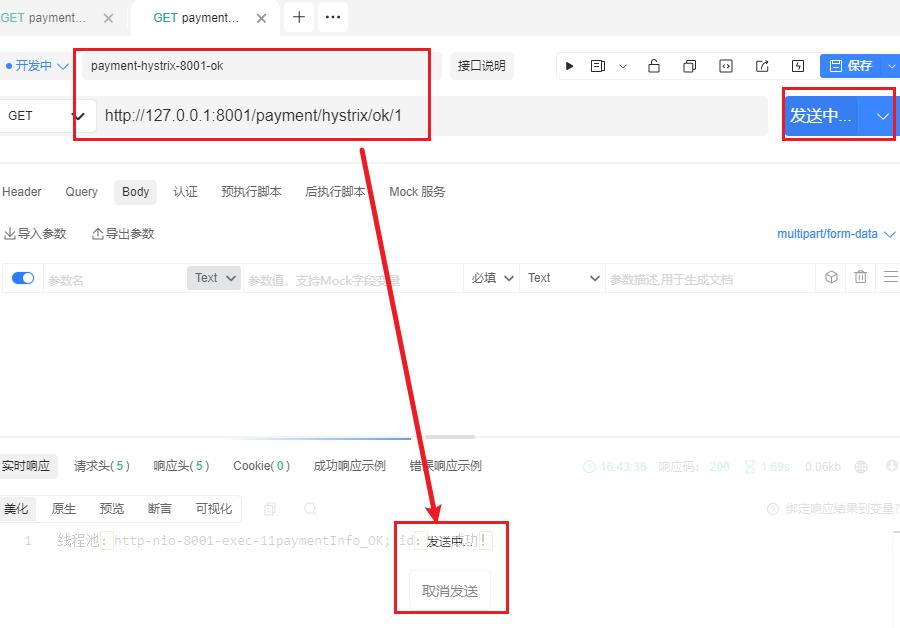 GET payment...
GET payment...
开发中
payment-hystrix-8001-ok
接口说明
保存
GET
http://127.0.0.1:8001/payment/hystrix/ok/1
发送中...
Header Query Body 认证 预执行脚本 后执行脚本 Mock 服务
导入参数 导出参数
multipart/form-data
参数名 Text 参数值，支持Mock字段变量 必填 Text 参数描述,用于生成文档
实时响应 请求头(5) 响应头(5) Cookie(0) 成功响应示例 错误响应示例
16:43:36 响应码: 200 1.69s 0.06kb
美化 原生 预览 断言 可视化
绑定响应结果到变量?
1 线程池：http-nio-8001-exec-11paymentInfo_OK; id：
功！
发送中...
取消发送